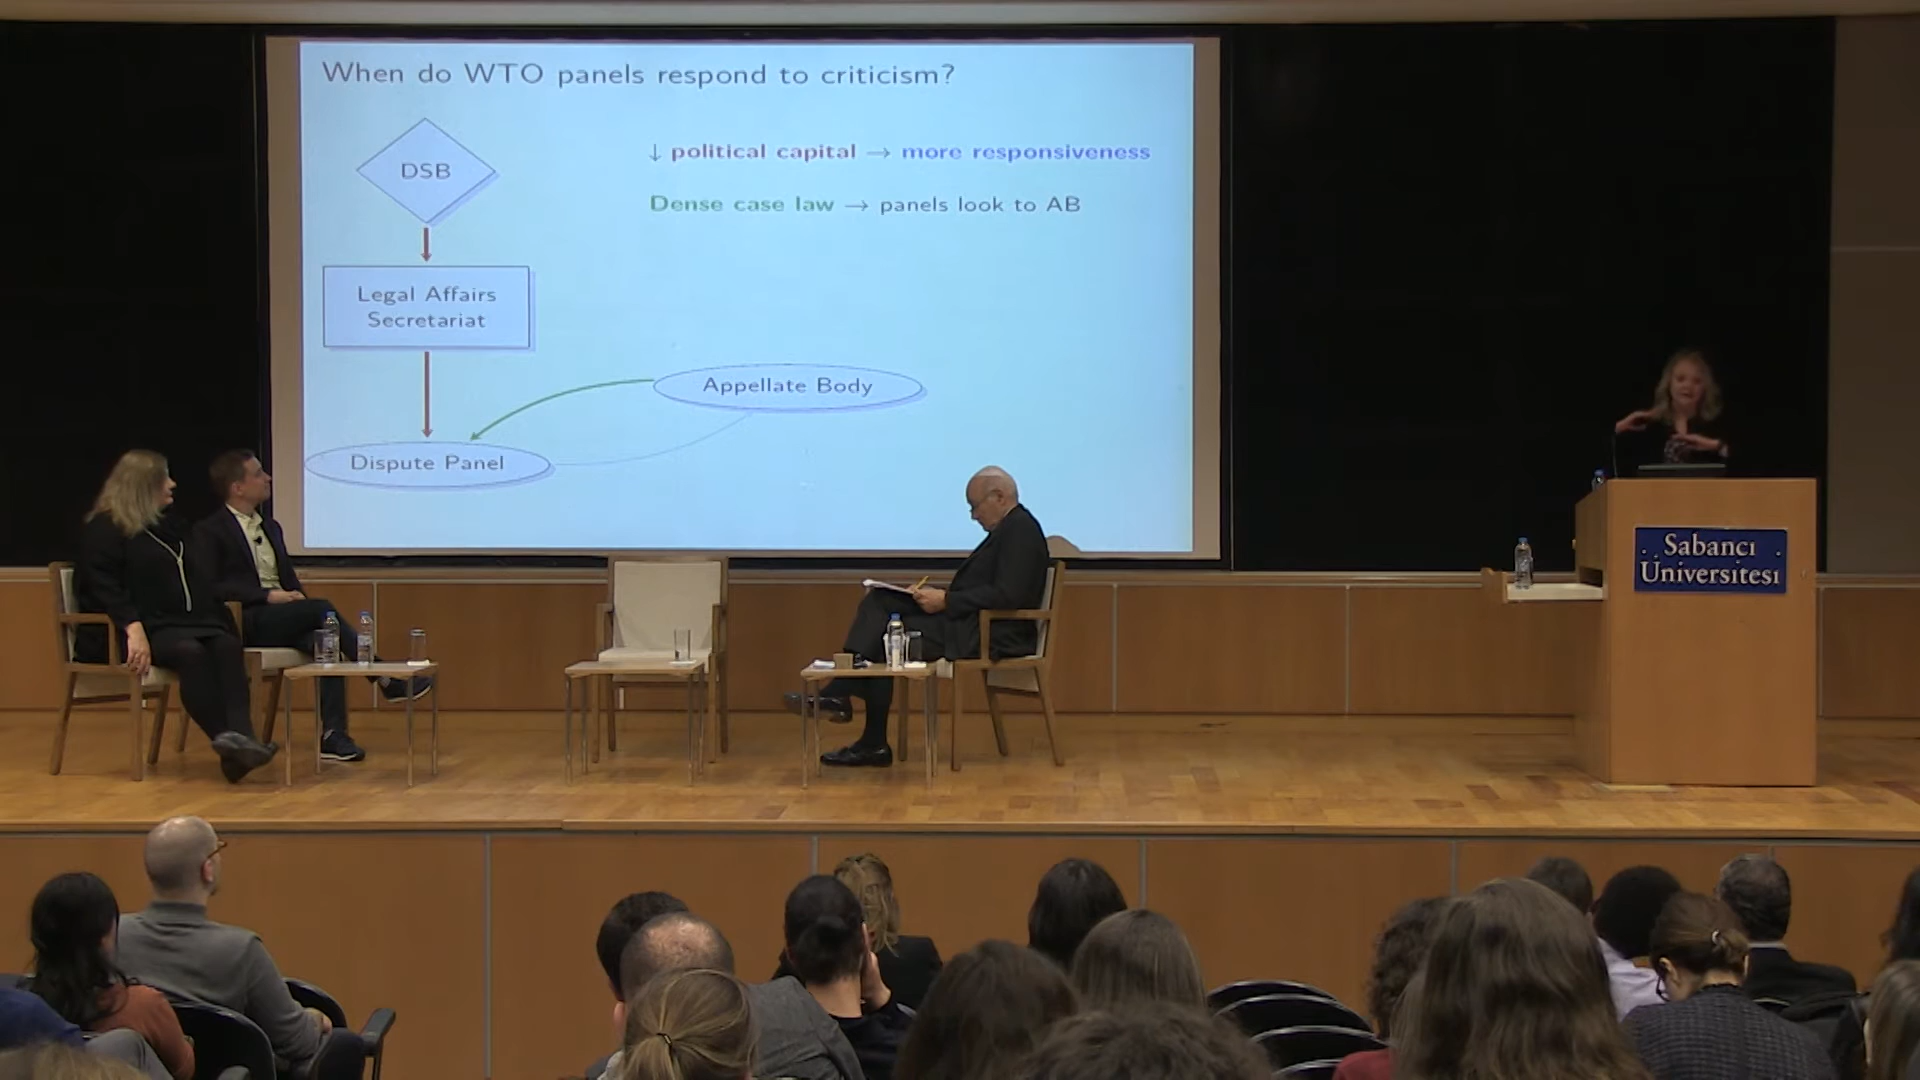 When do WTO panels respond to criticism?
DSB
↓ political capital → more responsiveness
Dense case law → panels look to AB
Legal Affairs
Secretariat
Appellate Body
Dispute Panel
Sabancı
Üniversitesi